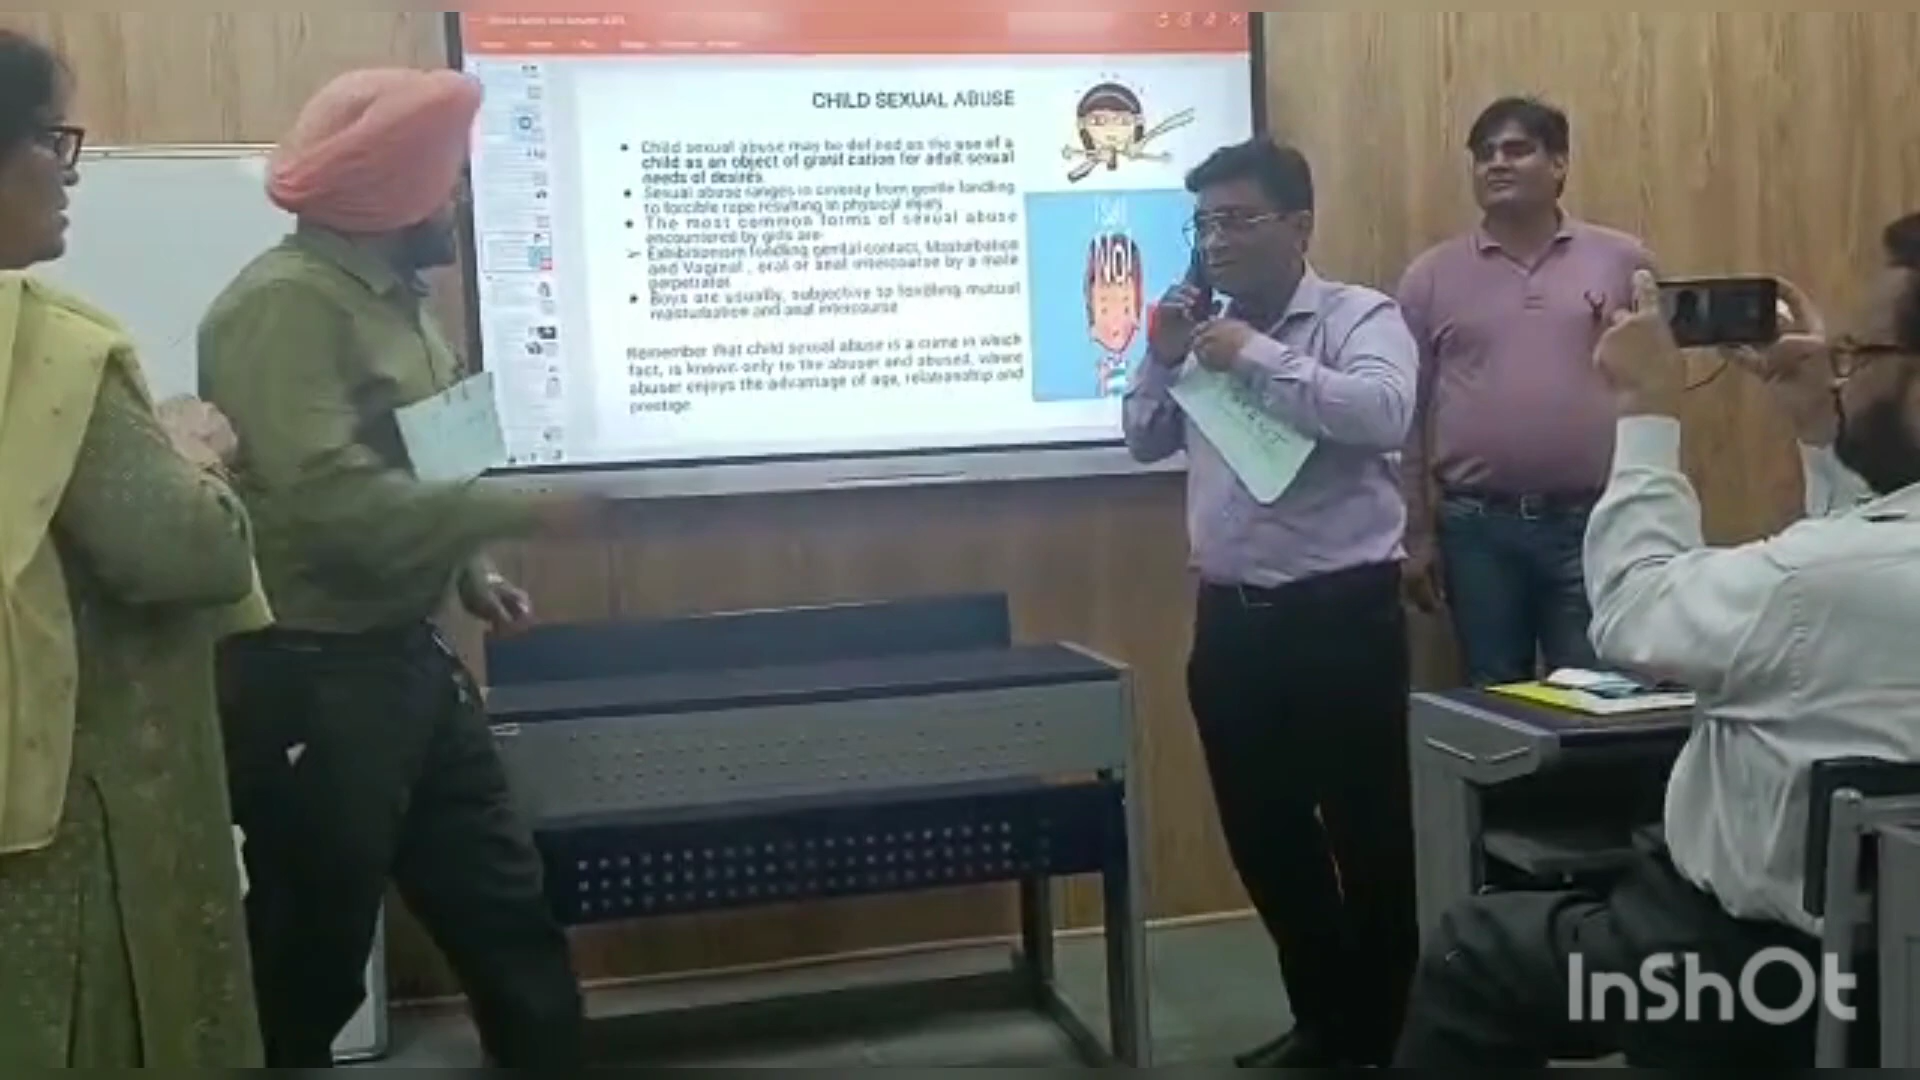 CHILD SEXUAL ABUSE
Child sexual abuse may be defined as the use of a
child as an object of gratification for adult sexual
needs of desires
Sexual abuse ranges in severity from gentle fondling
to forcible rape resulting in physical injury
The most common forms of sexual abuse
encountered by girls are
Exhibitionism fondling genital contact, Masturbation
and Vaginal , oral or anal intercourse by a male
perpetrator
Boys are usually, subjective to fondling mutual
masturbation and anal intercourse
Remember that child sexual abuse is a crime in which
fact, is known only to the abuser and abused, where
abuser enjoys the advantage of age, relationship and
prestige.
NO!
InShOt